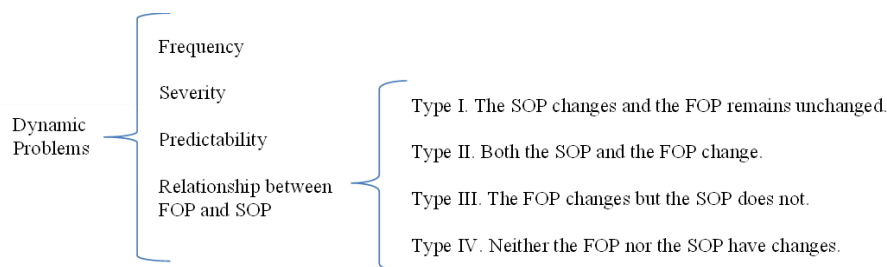 Frequency
Severity
Dynamic
Problems
Predictability
Relationship between
FOP and SOP
Type I. The SOP changes and the FOP remains unchanged.
Type II. Both the SOP and the FOP change.
Type III. The FOP changes but the SOP does not.
Type IV. Neither the FOP nor the SOP have changes.